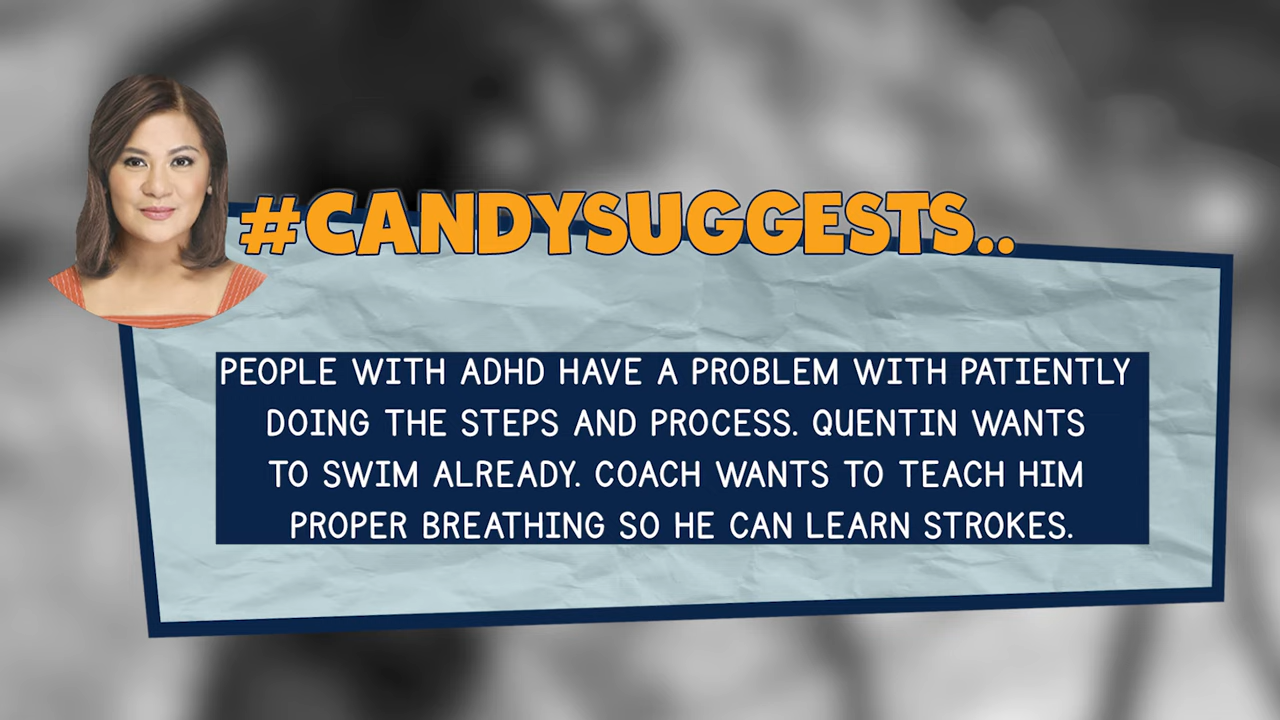 #CANDYSUGGESTS..
PEOPLE WITH ADHD HAVE A PROBLEM WITH PATIENTLY
DOING THE STEPS AND PROCESS. QUENTIN WANTS
TO SWIM ALREADY. COACH WANTS TO TEACH HIM
PROPER BREATHING SO HE CAN LEARN STROKES.